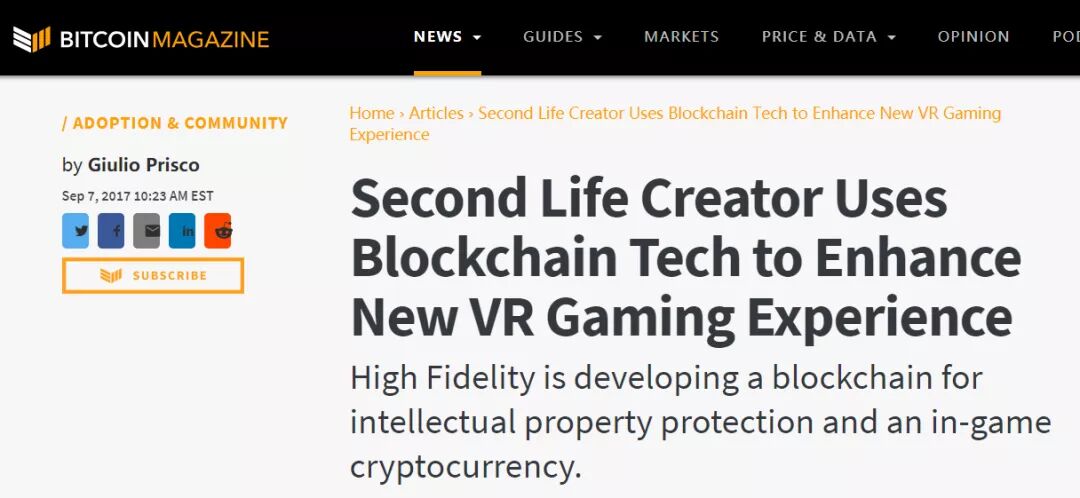 BITCOINMAGAZINE
NEWS GUIDES MARKETS PRICE & DATA OPINION
/ ADOPTION & COMMUNITY
by Giulio Prisco
Sep 7, 2017 10:23 AM EST
SUBSCRIBE
Home › Articles › Second Life Creator Uses Blockchain Tech to Enhance New VR Gaming
Experience
Second Life Creator Uses
Blockchain Tech to Enhance
New VR Gaming Experience
High Fidelity is developing a blockchain for
intellectual property protection and an in-game
cryptocurrency.